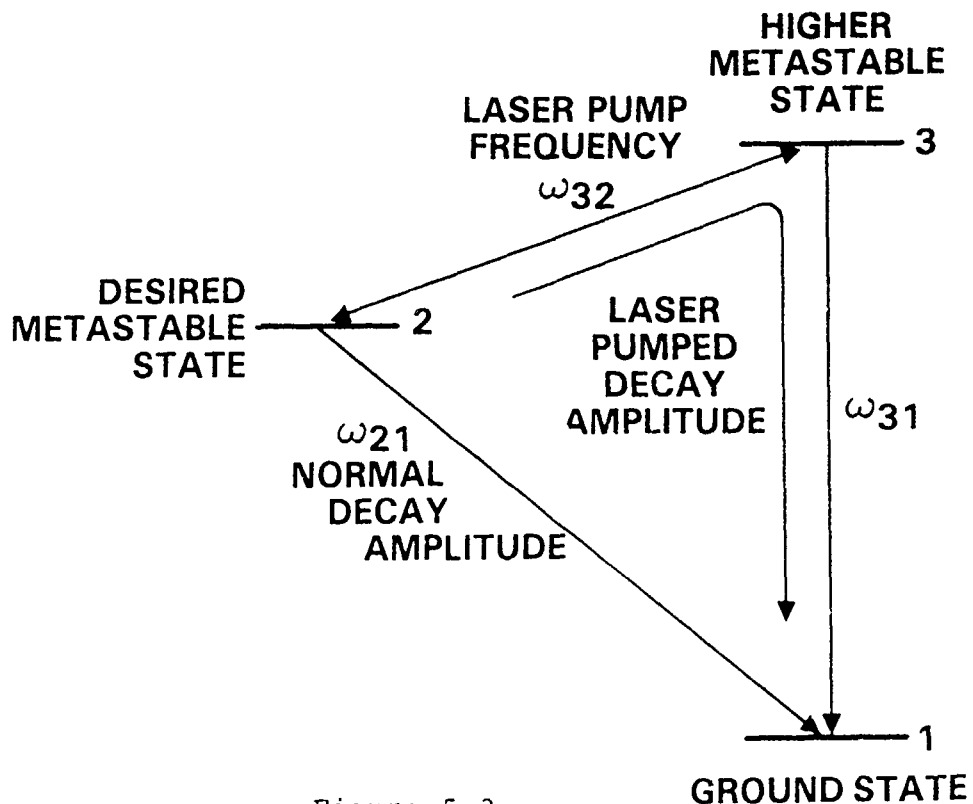 HIGHER
METASTABLE
STATE
3
LASER PUMP
FREQUENCY
ω32
DESIRED
METASTABLE
STATE
2
LASER
PUMPED
DECAY
AMPLITUDE
ω31
ω21
NORMAL
DECAY
AMPLITUDE
1
GROUND STATE